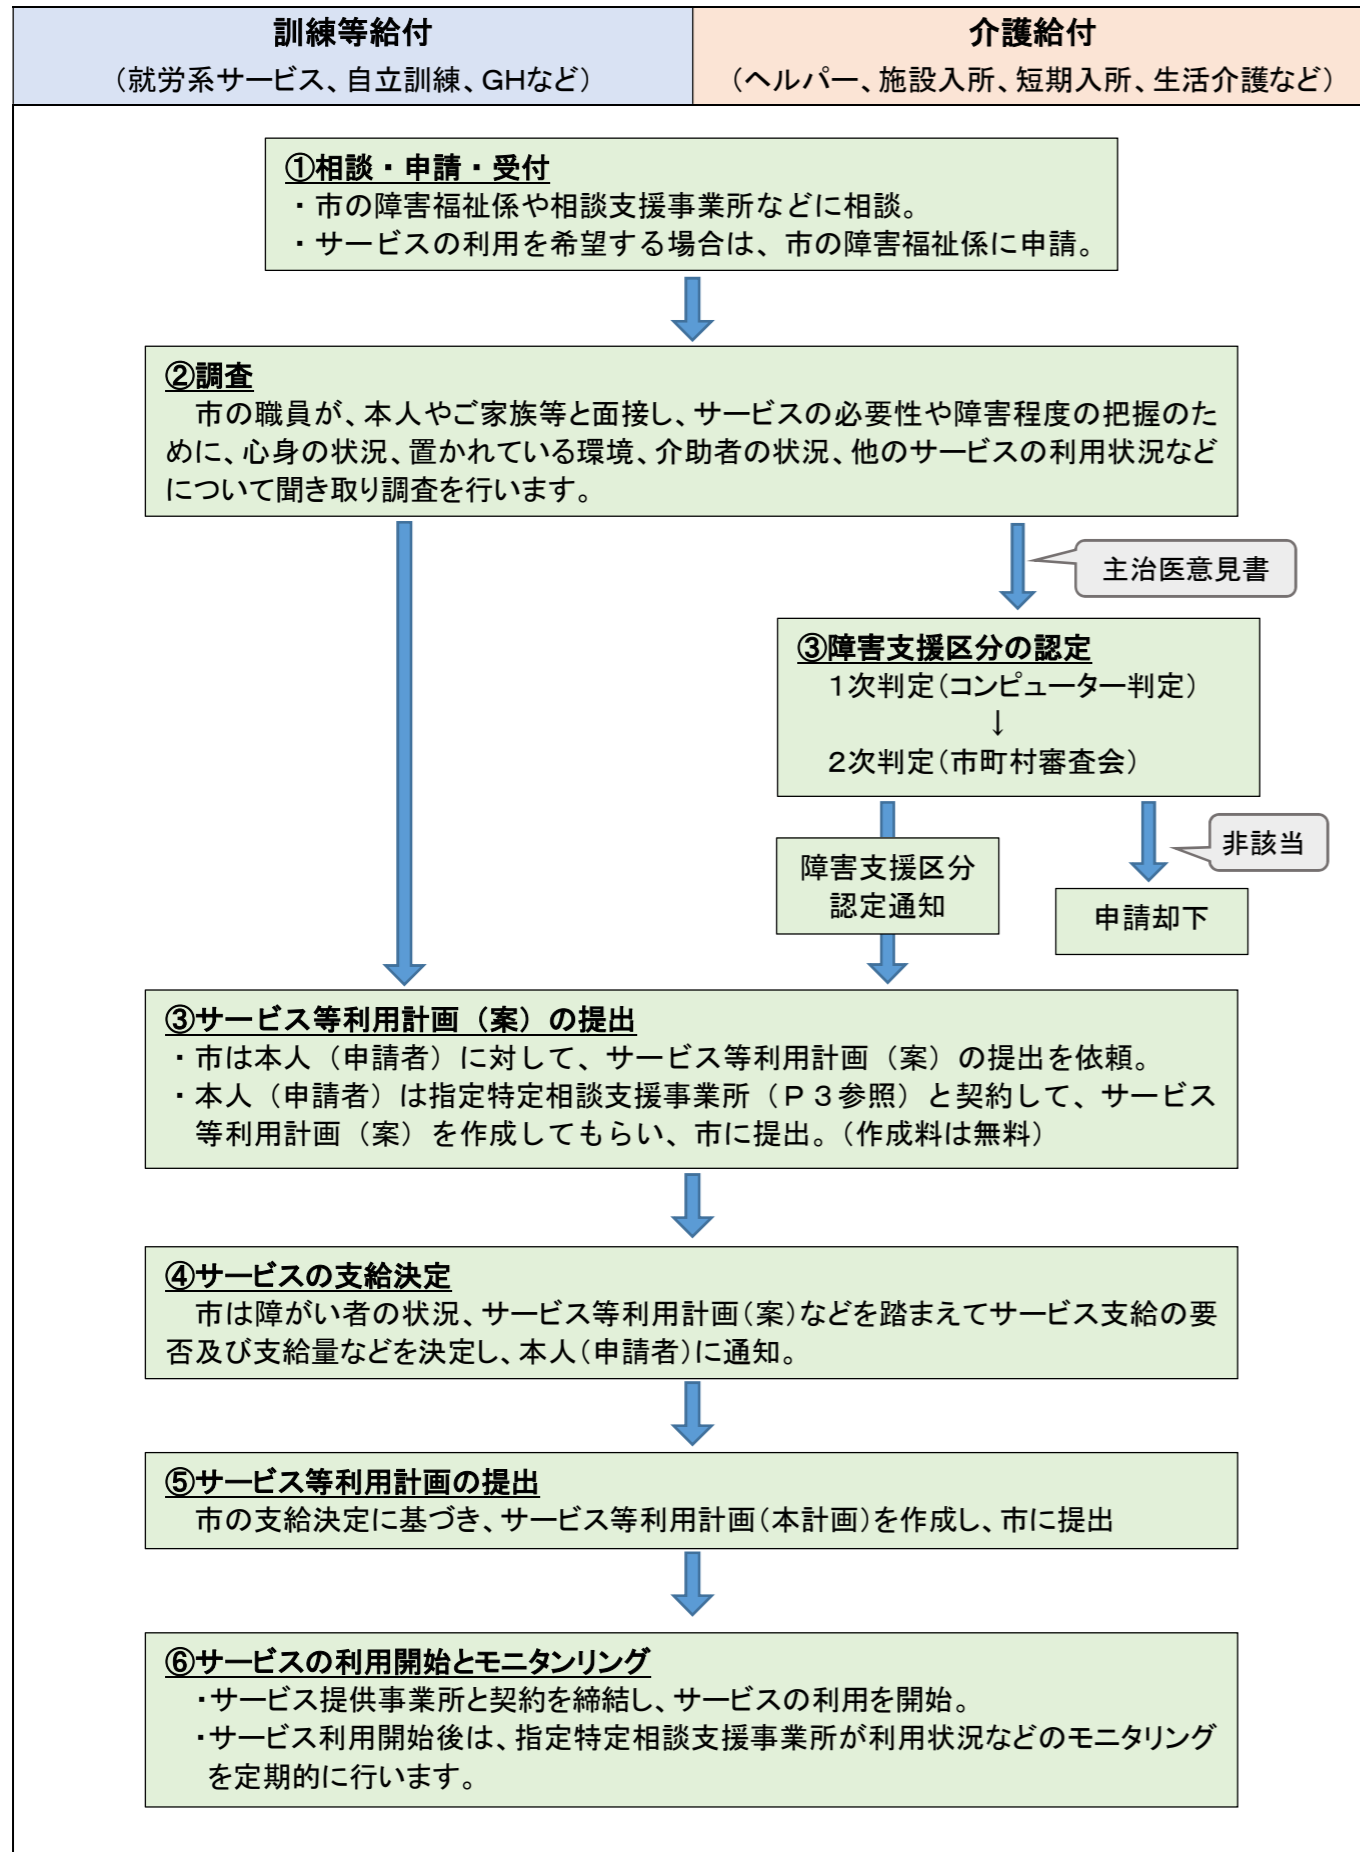 訓練等給付
（就労系サービス、自立訓練、GHなど）
介護給付
（ヘルパー、施設入所、短期入所、生活介護など）
①相談・申請・受付
・市の障害福祉係や相談支援事業所などに相談。
・サービスの利用を希望する場合は、市の障害福祉係に申請。
②調査
市の職員が、本人やご家族等と面接し、サービスの必要性や障害程度の把握のた
めに、心身の状況、置かれている環境、介助者の状況、他のサービスの利用状況など
について聞き取り調査を行います。
主治医意見書
③障害支援区分の認定
１次判定（コンピューター判定）
↓
２次判定（市町村審査会）
非該当
障害支援区分
認定通知
申請却下
③サービス等利用計画（案）の提出
・市は本人（申請者）に対して、サービス等利用計画（案）の提出を依頼。
・本人（申請者）は指定特定相談支援事業所（Ｐ３参照）と契約して、サービス
等利用計画（案）を作成してもらい、市に提出。（作成料は無料）
④サービスの支給決定
市は障がい者の状況、サービス等利用計画（案）などを踏まえてサービス支給の要
否及び支給量などを決定し、本人（申請者）に通知。
⑤サービス等利用計画の提出
市の支給決定に基づき、サービス等利用計画（本計画）を作成し、市に提出
⑥サービスの利用開始とモニタンリング
・サービス提供事業所と契約を締結し、サービスの利用を開始。
・サービス利用開始後は、指定特定相談支援事業所が利用状況などのモニタリング
を定期的に行います。